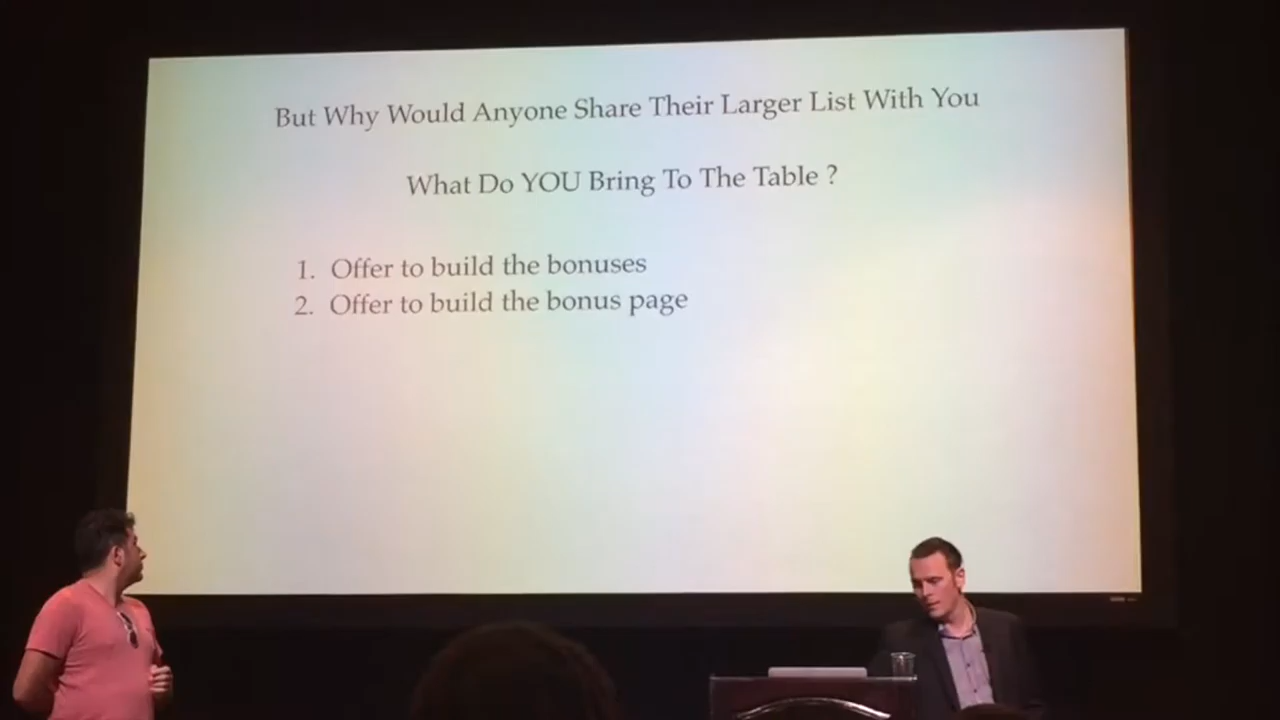 But Why Would Anyone Share Their Larger List With You
What Do YOU Bring To The Table ?
1. Offer to build the bonuses
2. Offer to build the bonus page